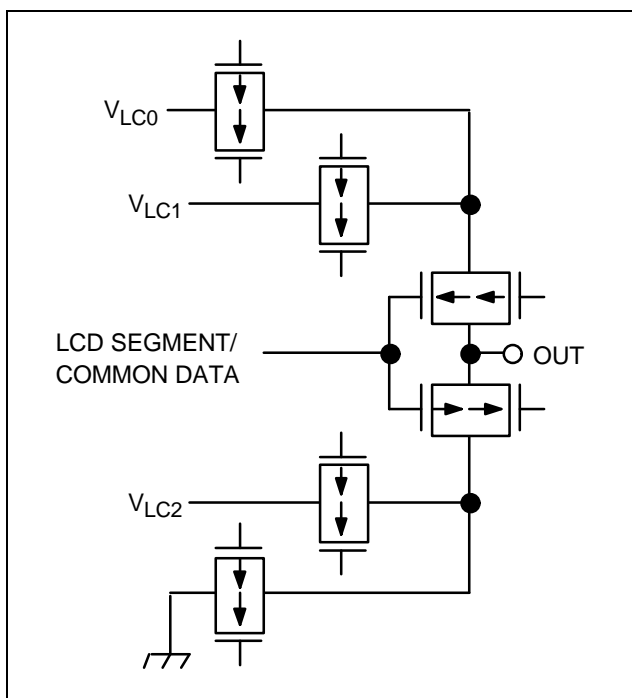 VLC0
VLC1
LCD SEGMENT/
COMMON DATA
OUT
VLC2